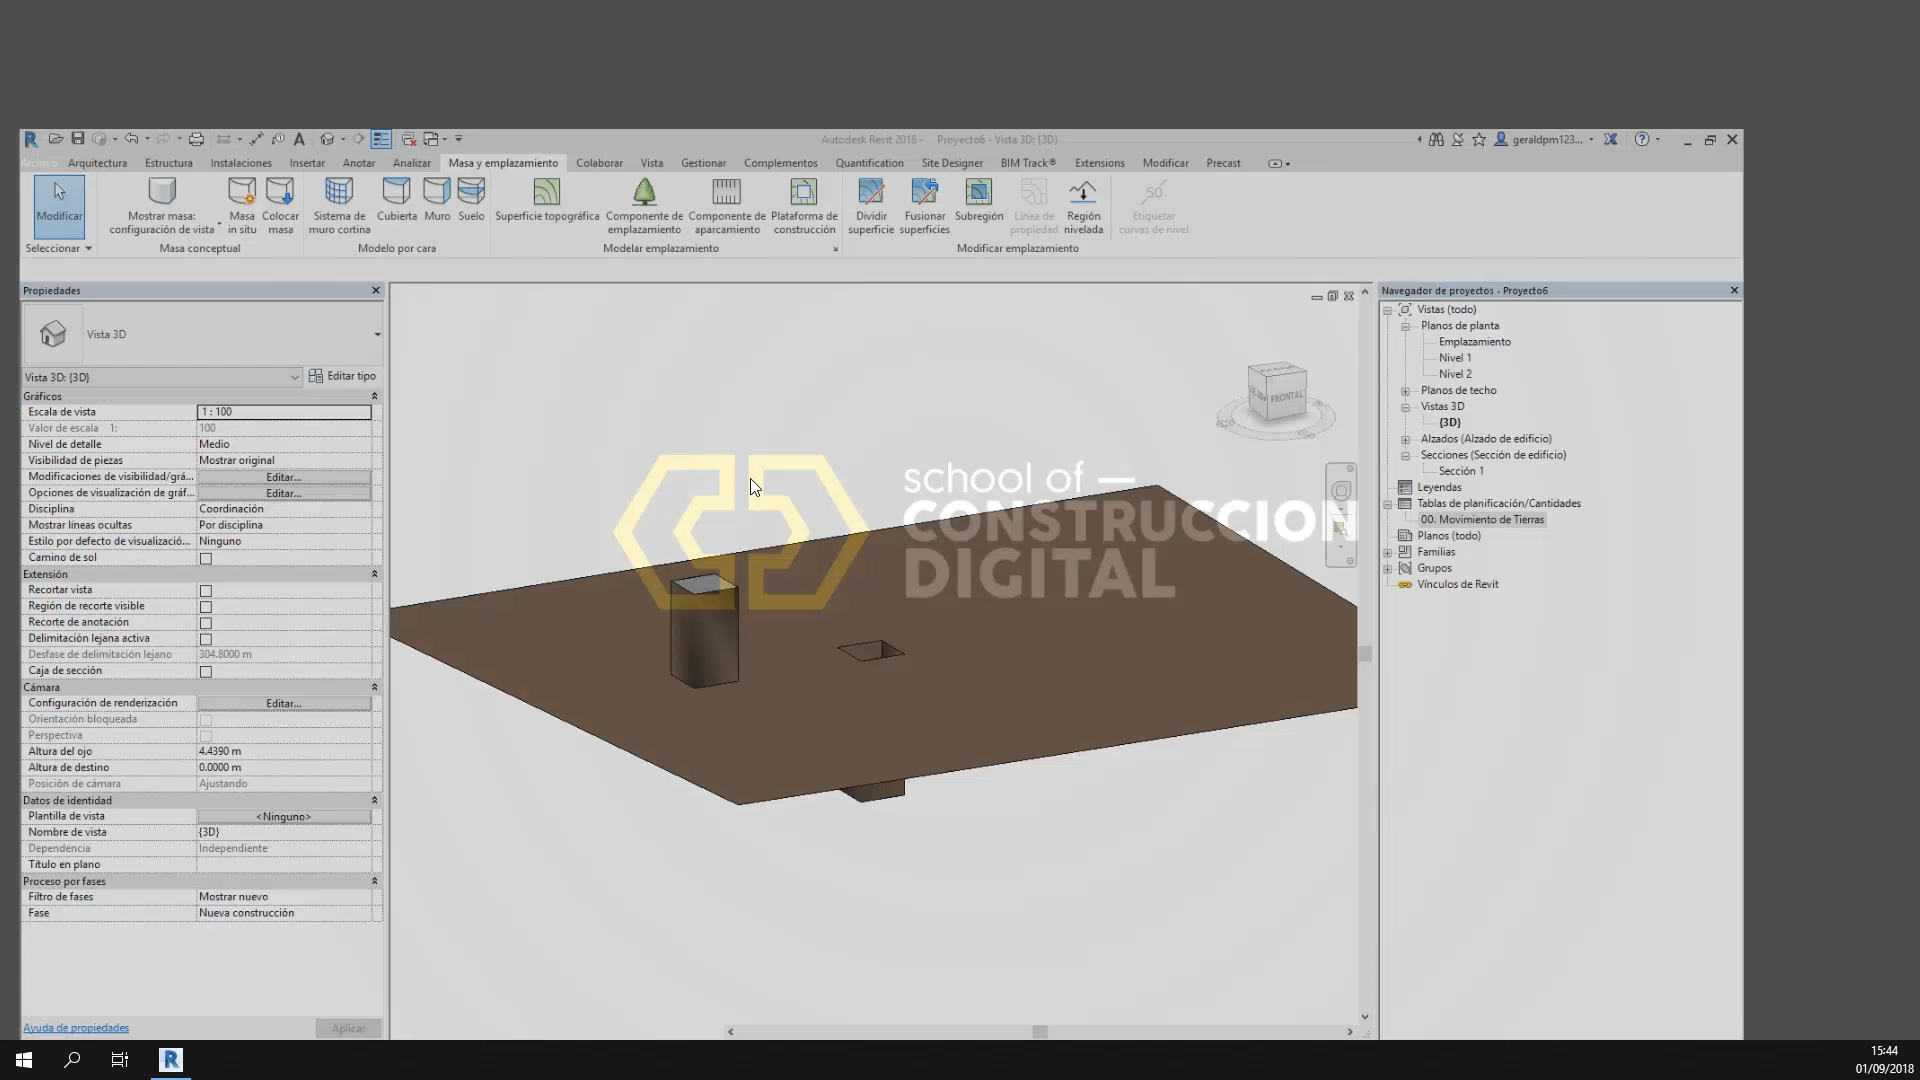 Autodesk Revit 2018 - Proyecto6 - Vista 3D: {3D}
geraldpm123...
Archivo Arquitectura Estructura Instalaciones Insertar Anotar Analizar Masa y emplazamiento Colaborar Vista Gestionar Complementos Quantification Site Designer BIM Track® Extensions Modificar Precast
Modificar
Mostrar masa: configuración de vista
Masa in situ
Colocar masa
Sistema de muro cortina
Cubierta
Muro
Suelo
Superficie topográfica
Componente de emplazamiento
Componente de aparcamiento
Plataforma de construcción
Dividir superficie
Fusionar superficies
Subregión
Línea de propiedad
Región nivelada
50
Etiquetar curvas de nivel
Seleccionar
Masa conceptual
Modelo por cara
Modelar emplazamiento
Modificar emplazamiento
Propiedades
Vista 3D
Vista 3D: {3D}
Editar tipo
Gráficos
Escala de vista 1 : 100
Valor de escala 1: 100
Nivel de detalle Medio
Visibilidad de piezas Mostrar original
Modificaciones de visibilidad/grá... Editar...
Opciones de visualización de gráf... Editar...
Disciplina Coordinación
Mostrar líneas ocultas Por disciplina
Estilo por defecto de visualizació... Ninguno
Camino de sol
Extensión
Recortar vista
Región de recorte visible
Recorte de anotación
Delimitación lejana activa
Desfase de delimitación lejano 304.8000 m
Caja de sección
Cámara
Configuración de renderización Editar...
Orientación bloqueada
Perspectiva
Altura del ojo 4.4390 m
Altura de destino 0.0000 m
Posición de cámara Ajustando
Datos de identidad
Plantilla de vista <Ninguno>
Nombre de vista {3D}
Dependencia Independiente
Título en plano
Proceso por fases
Filtro de fases Mostrar nuevo
Fase Nueva construcción
Ayuda de propiedades
Aplicar
FRONTAL
school of —
CONSTRUCCION
DIGITAL
Navegador de proyectos - Proyecto6
Vistas (todo)
Planos de planta
Emplazamiento
Nivel 1
Nivel 2
Planos de techo
Vistas 3D
{3D}
Alzados (Alzado de edificio)
Secciones (Sección de edificio)
Sección 1
Leyendas
Tablas de planificación/Cantidades
00. Movimiento de Tierras
Planos (todo)
Familias
Grupos
Vínculos de Revit
15:44
01/09/2018